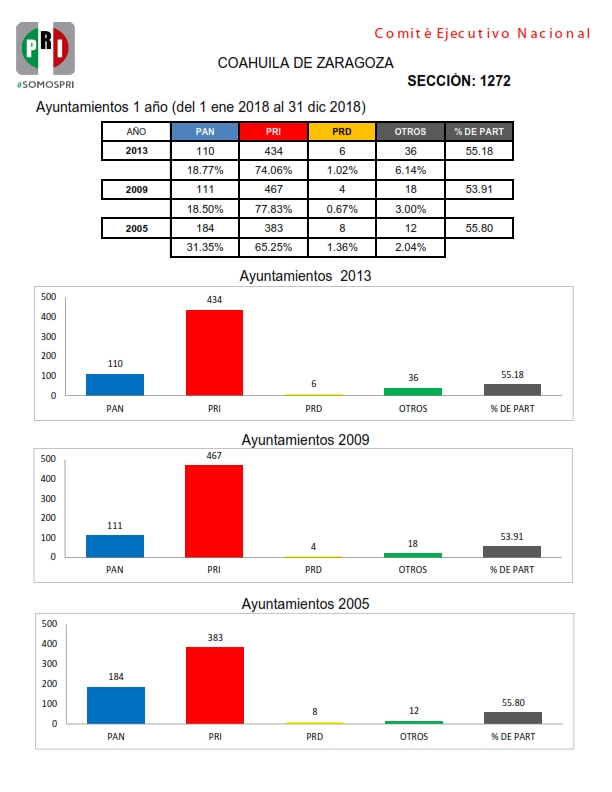 Comité Ejecutivo Nacional
PRI
#SOMOSPRI
COAHUILA DE ZARAGOZA
SECCIÓN: 1272
Ayuntamientos 1 año (del 1 ene 2018 al 31 dic 2018)
AÑO PAN PRI PRD OTROS % DE PART
2013 110 434 6 36 55.18
18.77% 74.06% 1.02% 6.14%
2009 111 467 4 18 53.91
18.50% 77.83% 0.67% 3.00%
2005 184 383 8 12 55.80
31.35% 65.25% 1.36% 2.04%
Ayuntamientos 2013
500
400
300
200
100
0
110 434 6 36 55.18
PAN PRI PRD OTROS % DE PART
Ayuntamientos 2009
500
400
300
200
100
0
111 467 4 18 53.91
PAN PRI PRD OTROS % DE PART
Ayuntamientos 2005
500
400
300
200
100
0
184 383 8 12 55.80
PAN PRI PRD OTROS % DE PART